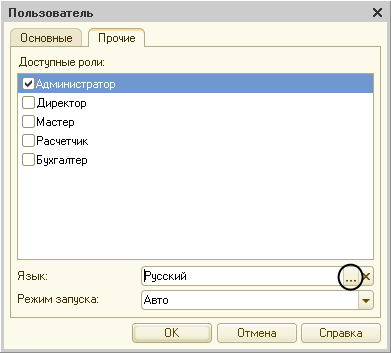 Пользователь
Основные Прочие
Доступные роли:
Администратор
Директор
Мастер
Расчетчик
Бухгалтер
Язык: Русский ...
Режим запуска: Авто
OK Отмена Справка